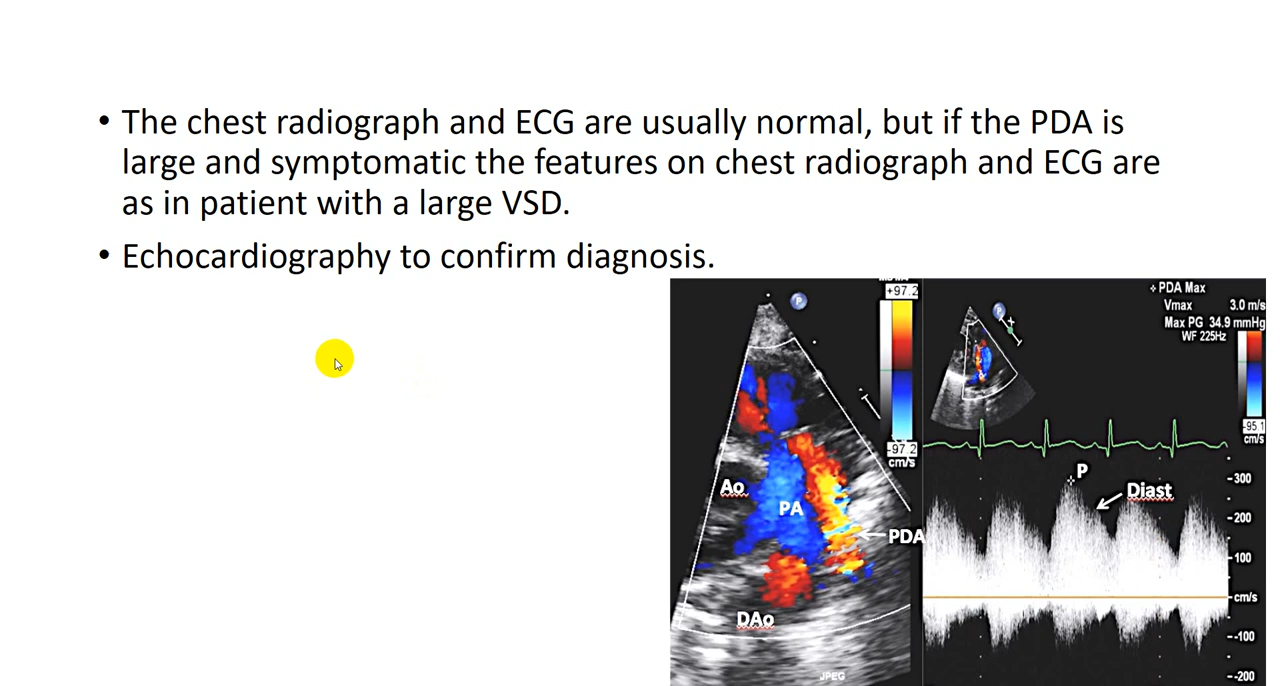 • The chest radiograph and ECG are usually normal, but if the PDA is
large and symptomatic the features on chest radiograph and ECG are
as in patient with a large VSD.
• Echocardiography to confirm diagnosis.
P
+97.2
-97.2
cm/s
Ao
PA
PDA
DAo
JPEG
P
PDA Max
Vmax 3.0 m/s
Max PG 34.9 mmHg
WF 225Hz
-95.1
cm/s
P
Diast
-300
-200
-100
-cm/s
--100
--200